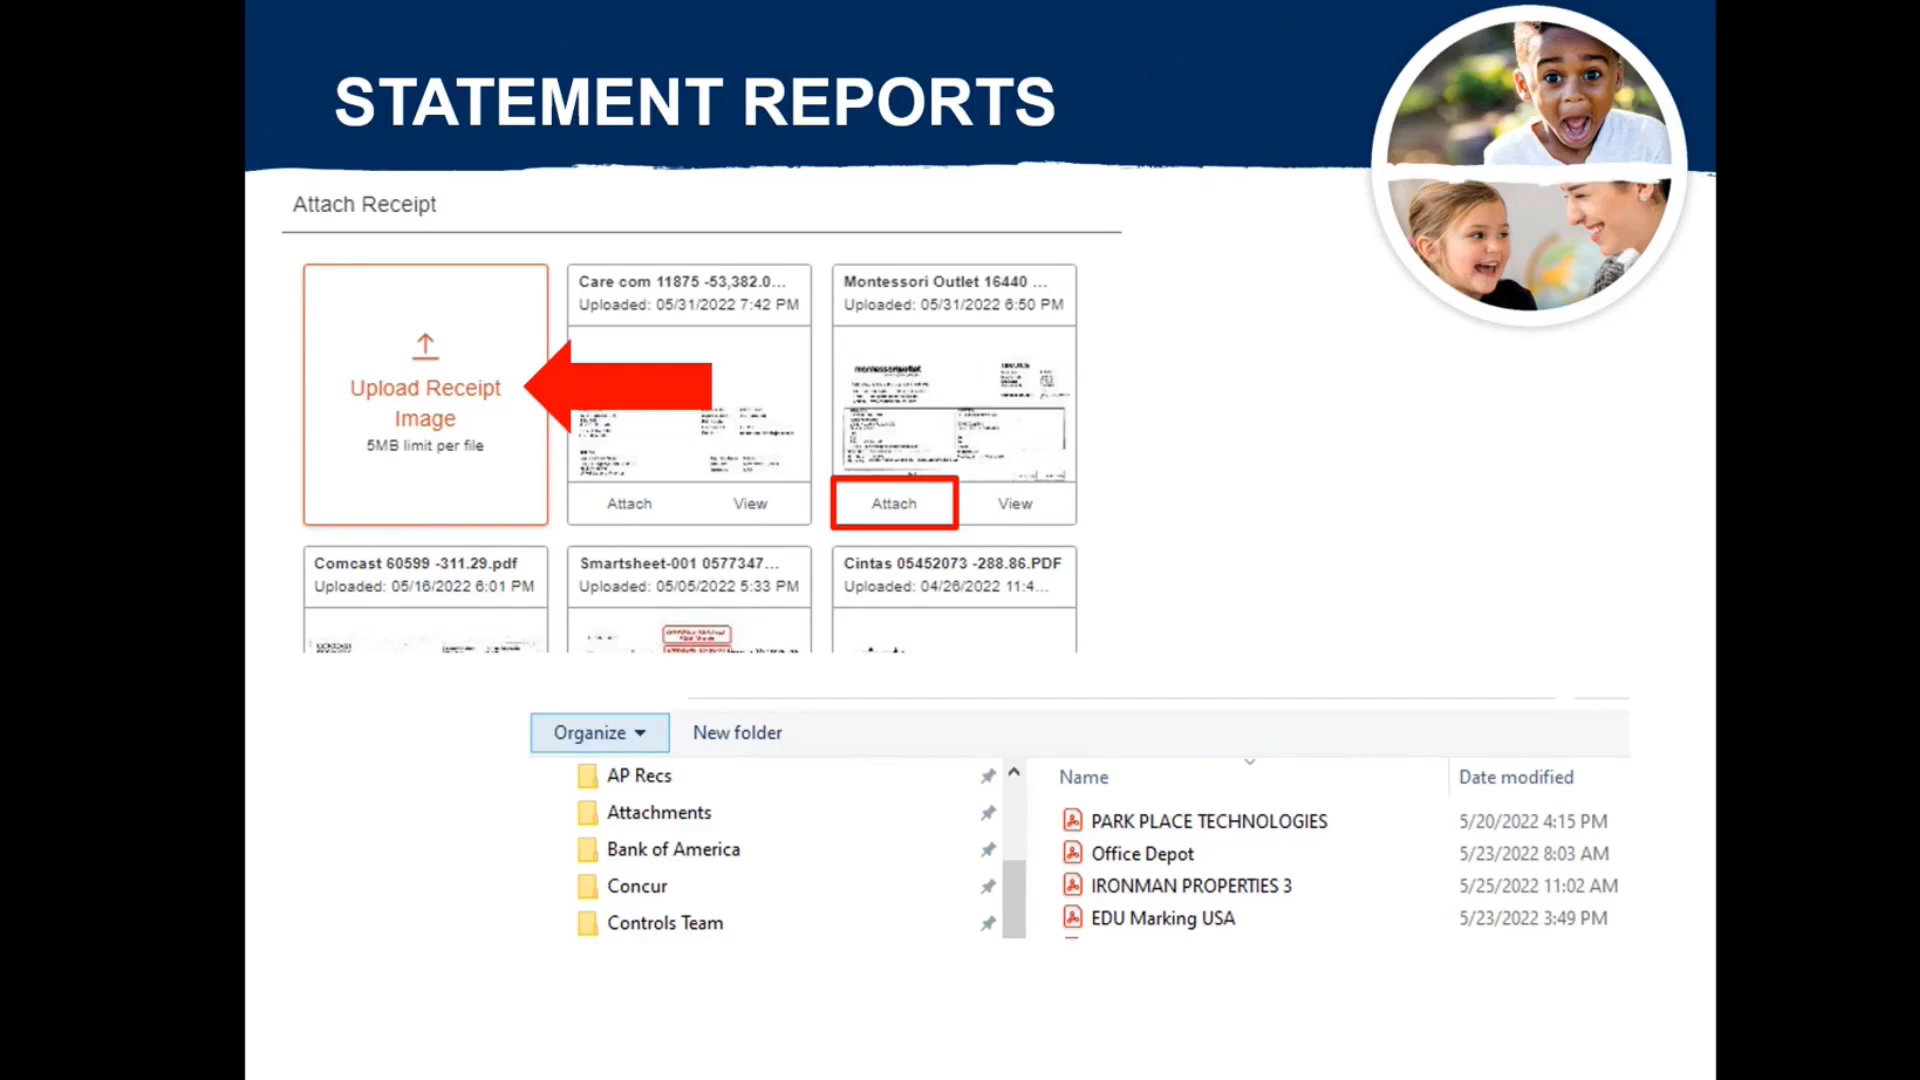 STATEMENT REPORTS
Attach Receipt
Upload Receipt
Image
5MB limit per file
Care com 11875 -53,382.0...
Uploaded: 05/31/2022 7:42 PM
Attach View
Montessori Outlet 16440 ...
Uploaded: 05/31/2022 6:50 PM
montessorioutlet
Attach View
Comcast 60599 -311.29.pdf
Uploaded: 05/16/2022 6:01 PM
Smartsheet-001 0577347...
Uploaded: 05/05/2022 5:33 PM
Cintas 05452073 -288.86.PDF
Uploaded: 04/26/2022 11:4...
Organize New folder
AP Recs
Attachments
Bank of America
Concur
Controls Team
Name Date modified
PARK PLACE TECHNOLOGIES 5/20/2022 4:15 PM
Office Depot 5/23/2022 8:03 AM
IRONMAN PROPERTIES 3 5/25/2022 11:02 AM
EDU Marking USA 5/23/2022 3:49 PM